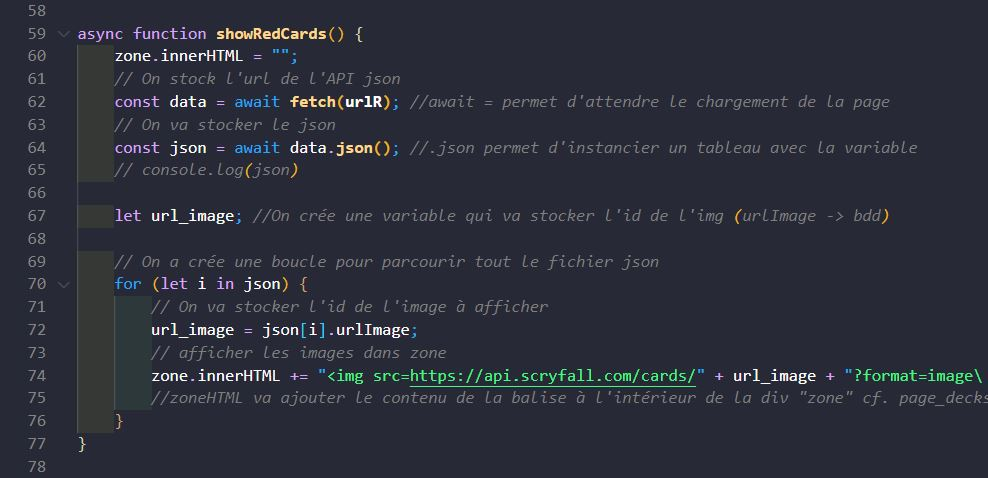 58
59 async function showRedCards() {
60 zone.innerHTML = "";
61 // On stock l'url de l'API json
62 const data = await fetch(urlR); //await = permet d'attendre le chargement de la page
63 // On va stocker le json
64 const json = await data.json(); //.json permet d'instancier un tableau avec la variable
65 // console.log(json)
66
67 let url_image; //On crée une variable qui va stocker l'id de l'img (urlImage -> bdd)
68
69 // On a crée une boucle pour parcourir tout le fichier json
70 for (let i in json) {
71 // On va stocker l'id de l'image à afficher
72 url_image = json[i].urlImage;
73 // afficher les images dans zone
74 zone.innerHTML += "<img src=https://api.scryfall.com/cards/" + url_image + "?format=image\
75 //zoneHTML va ajouter le contenu de la balise à l'intérieur de la div "zone" cf. page_decks
76 }
77 }
78